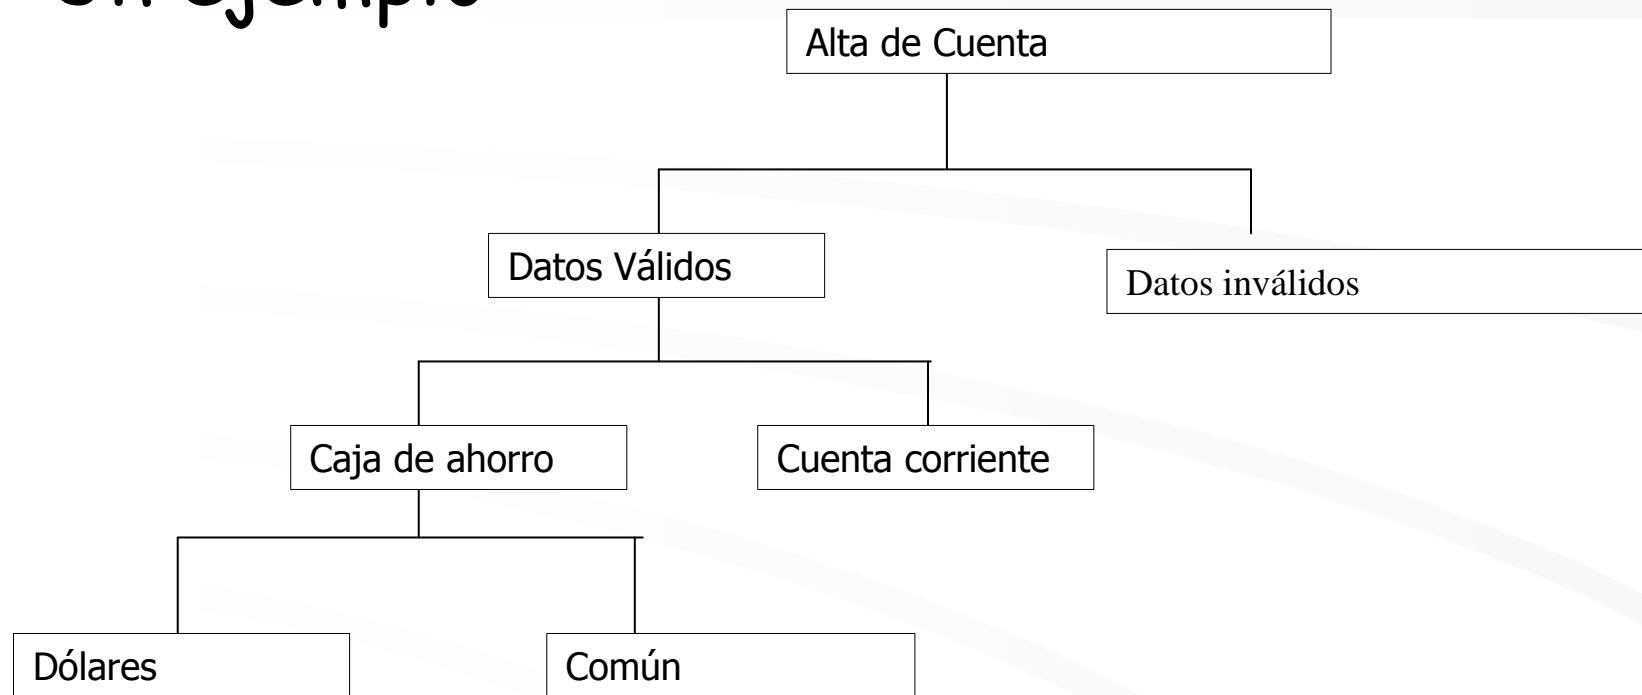 Un ejemplo
Alta de Cuenta
Datos Válidos
Datos inválidos
Caja de ahorro
Cuenta corriente
Dólares
Común